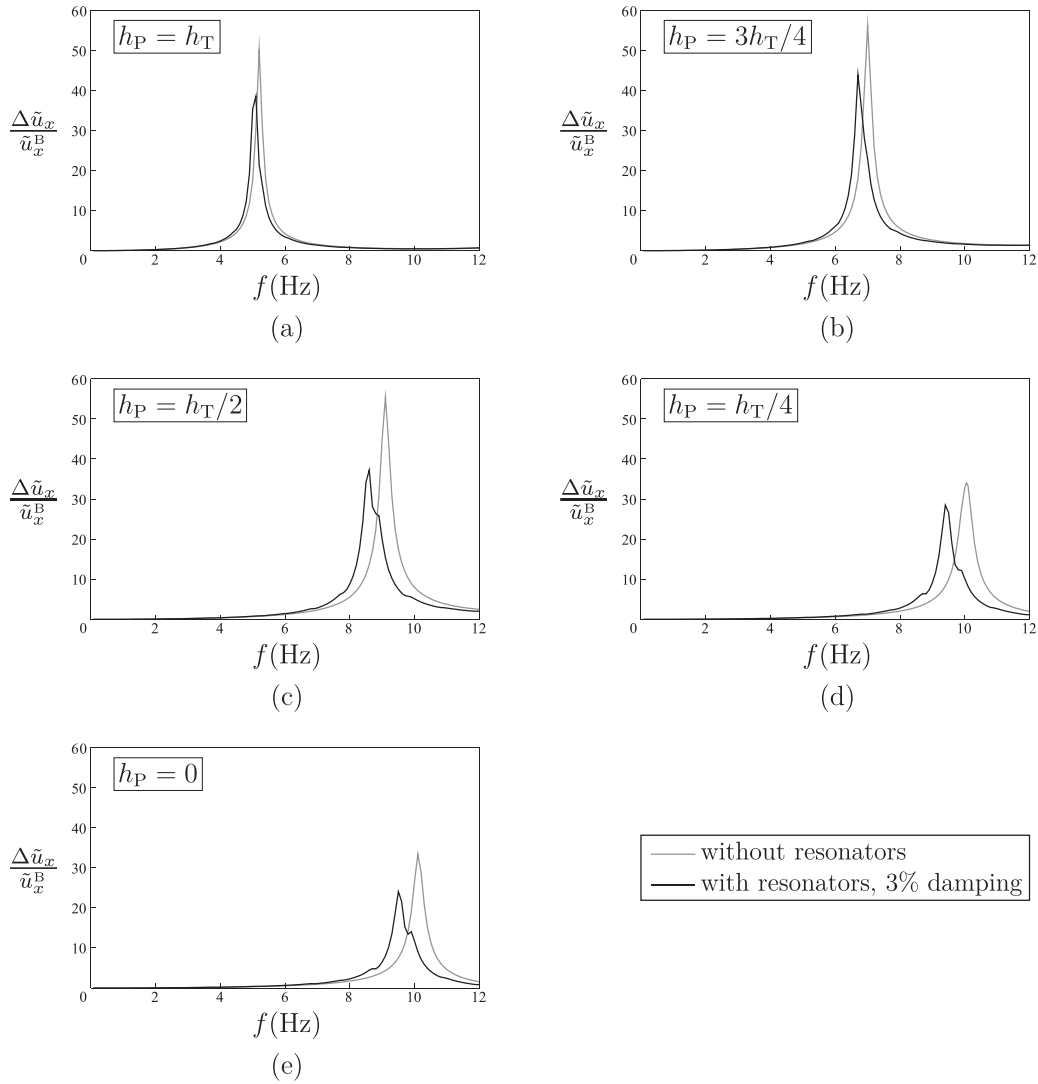 h_P = h_T
60
50
40
30
20
10
0
2
4
6
8
10
12
Δũ_x / ũ_x^B
f(Hz)
(a)
h_P = 3h_T/4
60
50
40
30
20
10
0
2
4
6
8
10
12
Δũ_x / ũ_x^B
f(Hz)
(b)
h_P = h_T/2
60
50
40
30
20
10
0
2
4
6
8
10
12
Δũ_x / ũ_x^B
f(Hz)
(c)
h_P = h_T/4
60
50
40
30
20
10
0
2
4
6
8
10
12
Δũ_x / ũ_x^B
f(Hz)
(d)
h_P = 0
60
50
40
30
20
10
0
2
4
6
8
10
12
Δũ_x / ũ_x^B
f(Hz)
(e)
without resonators
with resonators, 3% damping